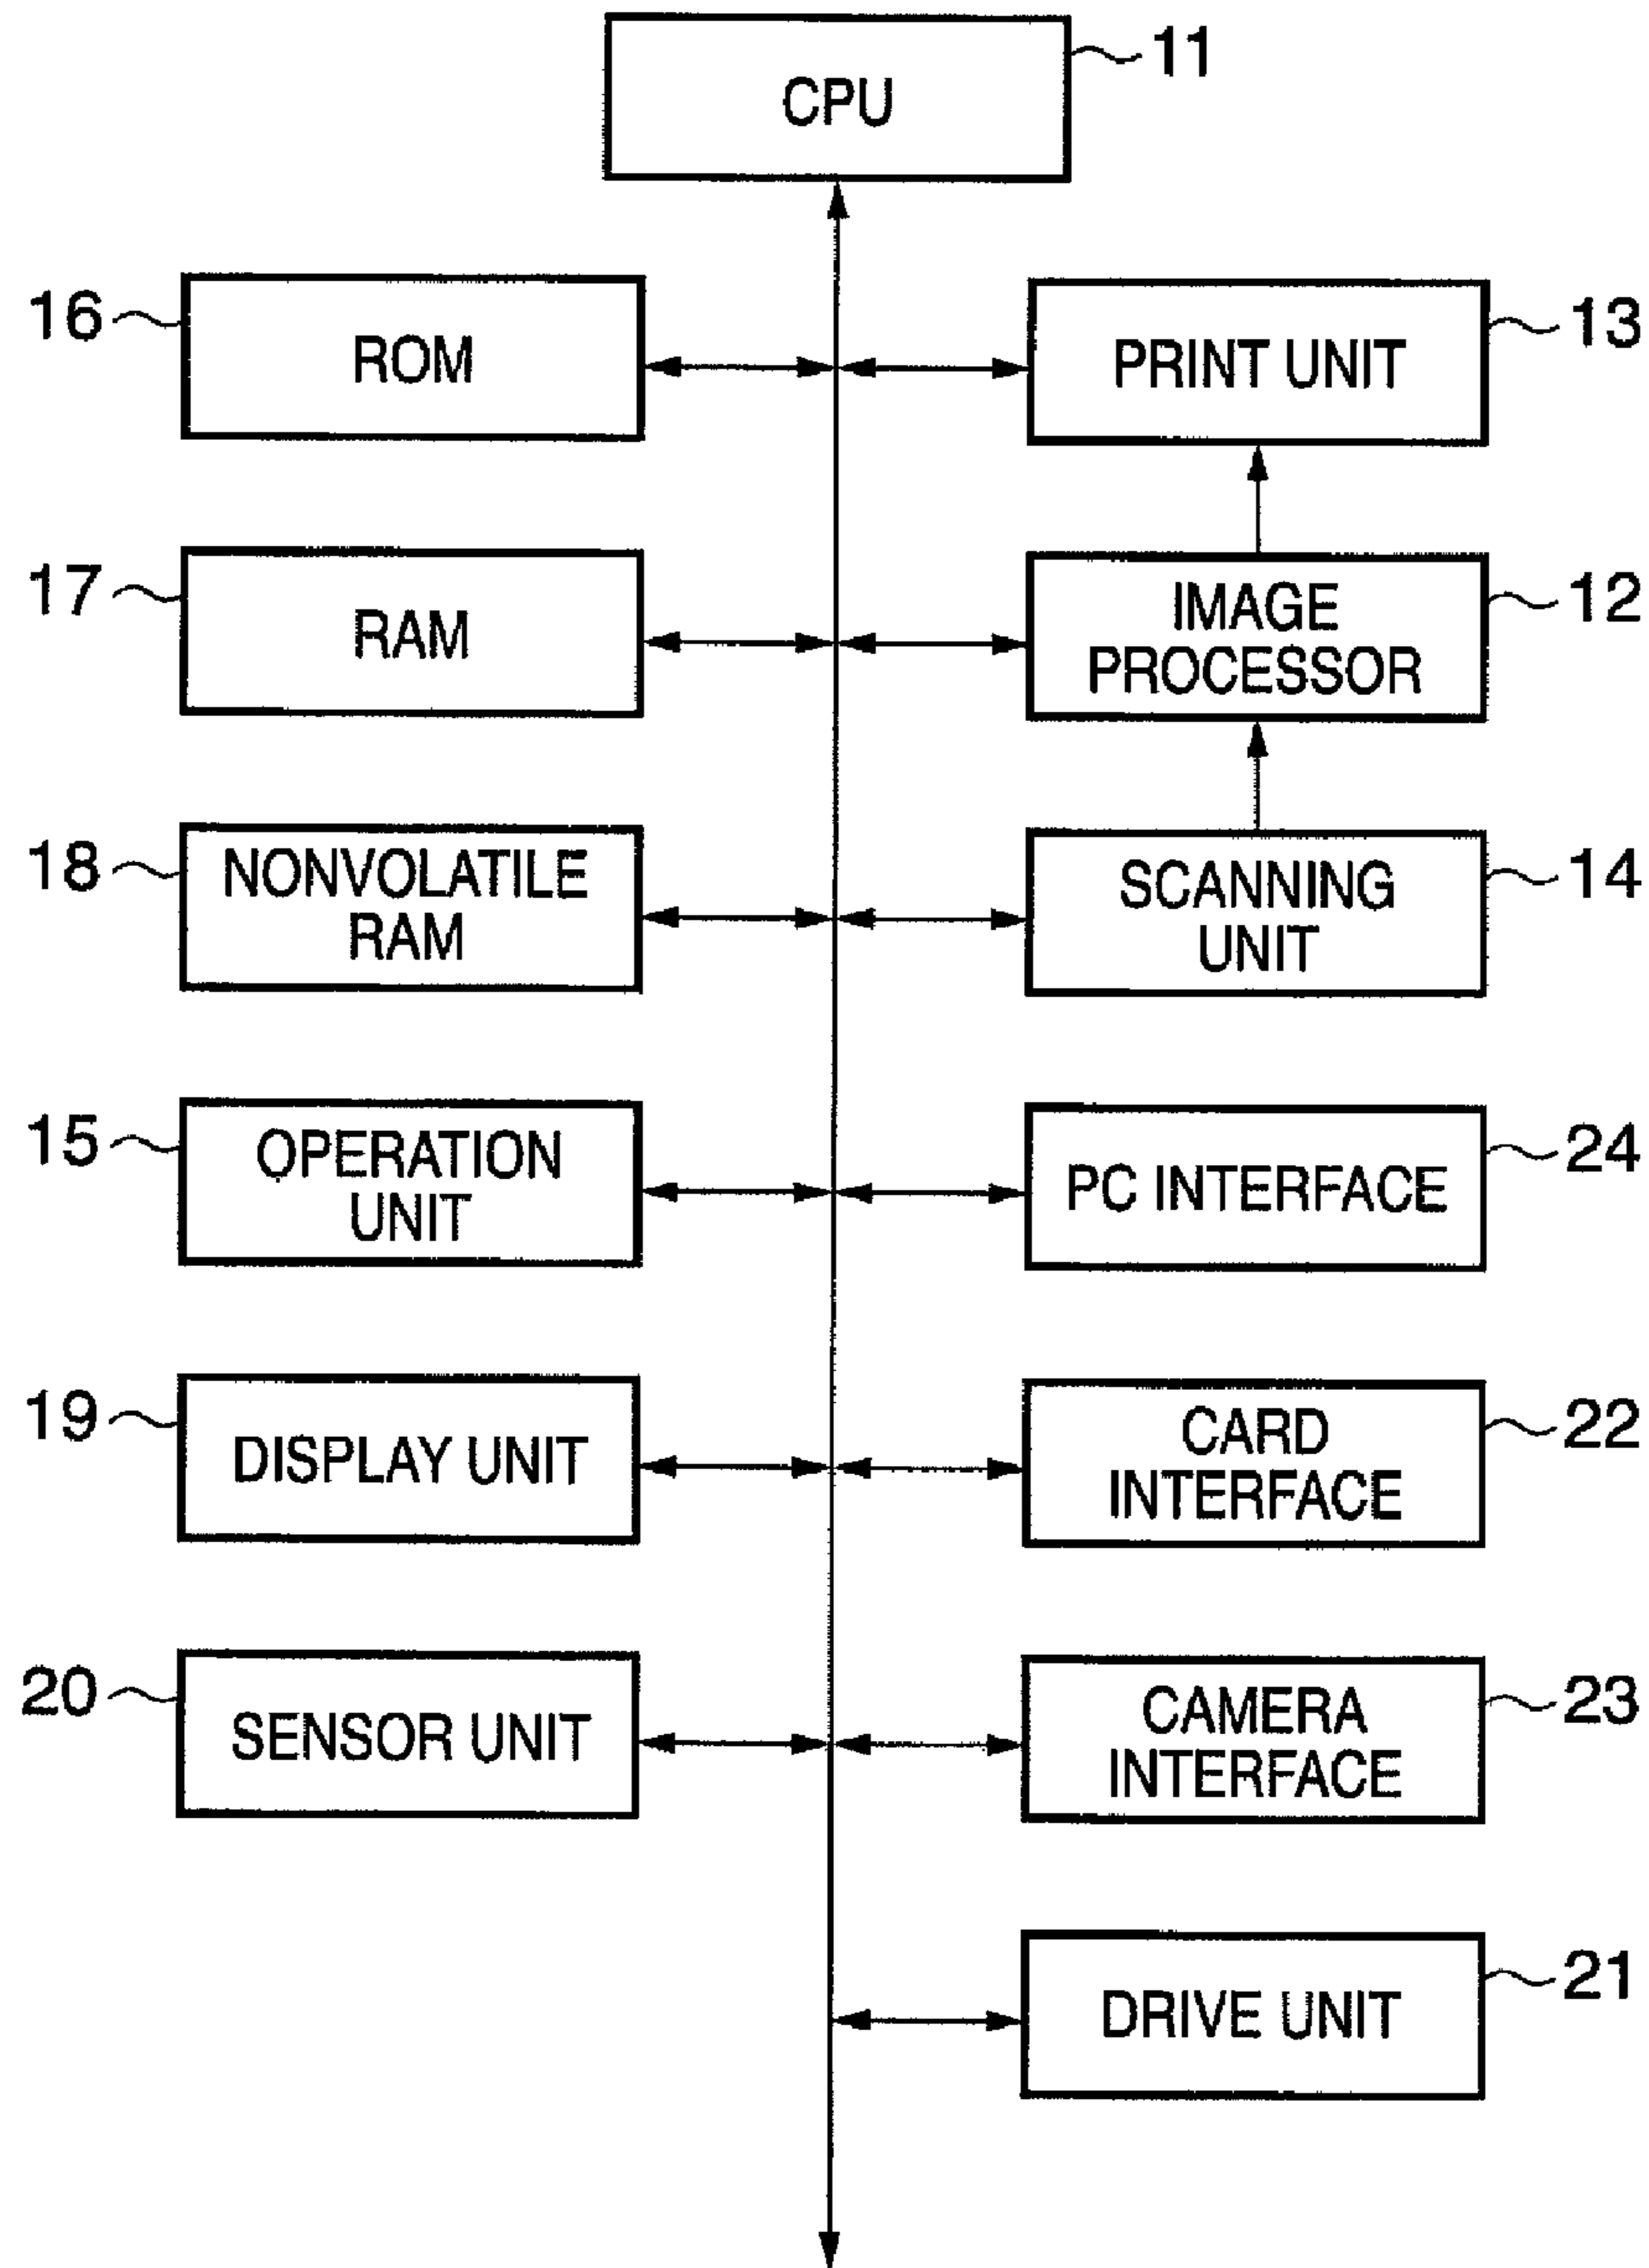 CPU
11
16
ROM
PRINT UNIT
13
17
RAM
IMAGE
PROCESSOR
12
18
NONVOLATILE
RAM
SCANNING
UNIT
14
15
OPERATION
UNIT
PC INTERFACE
24
19
DISPLAY UNIT
CARD
INTERFACE
22
20
SENSOR UNIT
CAMERA
INTERFACE
23
DRIVE UNIT
21